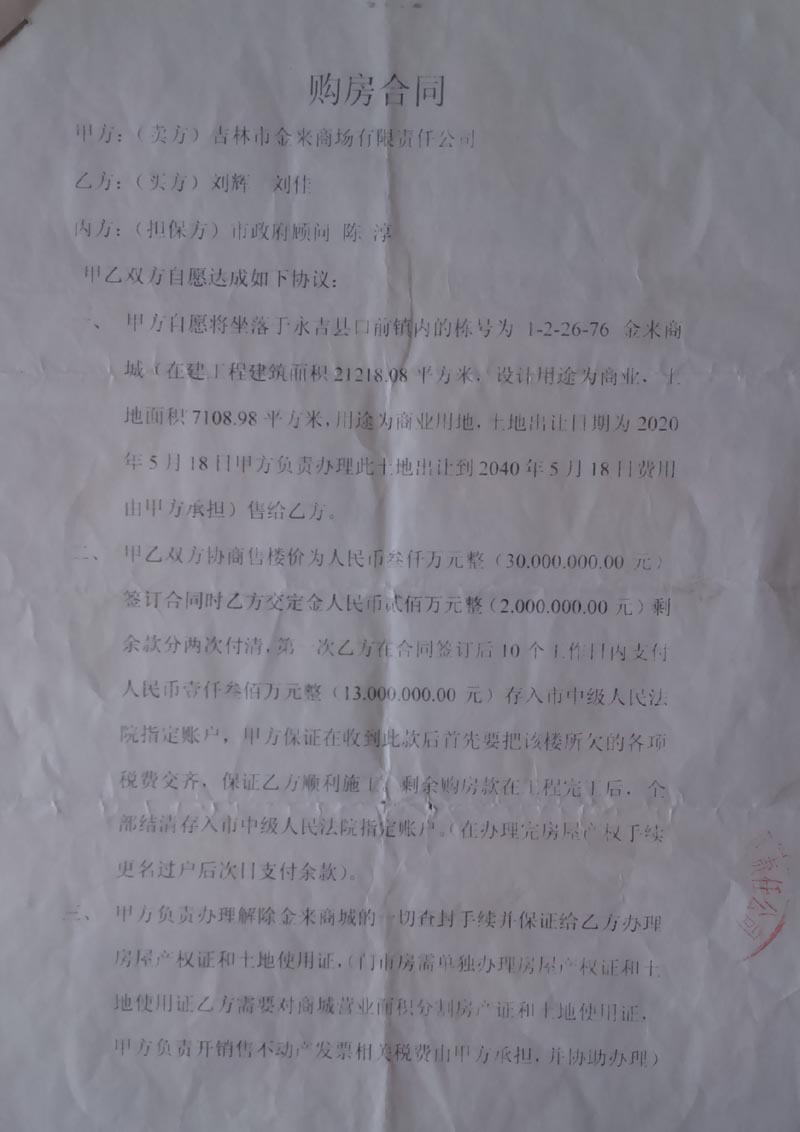 购房合同
甲方：（卖方）吉林市金来商场有限责任公司
乙方：（买方）刘辉 刘佳
丙方：（担保方）市政府顾问 陈 淳
甲乙双方自愿达成如下协议：
一、 甲方自愿将坐落于永吉县口前镇内的栋号为 1-2-26-76 金来商
城（在建工程建筑面积 21218.08 平方米，设计用途为商业，土
地面积 7108.98 平方米，用途为商业用地，土地出让日期为 2020
年 5 月 18 日甲方负责办理此土地出让到 2040 年 5 月 18 日费用
由甲方承担）售给乙方。
二、 甲乙双方协商售楼价为人民币叁仟万元整（30.000.000.00 元）
签订合同时乙方交定金人民币贰佰万元整（2.000.000.00 元）剩
余款分两次付清，第一次乙方在合同签订后 10 个工作日内支付
人民币壹仟叁佰万元整（13.000.000.00 元）存入市中级人民法
院指定账户，甲方保证在收到此款后首先要把该楼所欠的各项
税费交齐，保证乙方顺利施工，剩余购房款在工程完工后，全
部结清存入市中级人民法院指定账户。（在办理完房屋产权手续
更名过户后次日支付余款）。
三、 甲方负责办理解除金来商城的一切查封手续并保证给乙方办理
房屋产权证和土地使用证，（门市房需单独办理房屋产权证和土
地使用证乙方需要对商城营业面积分割房产证和土地使用证，
甲方负责开销售不动产发票相关税费由甲方承担，并协助办理）
责任公司